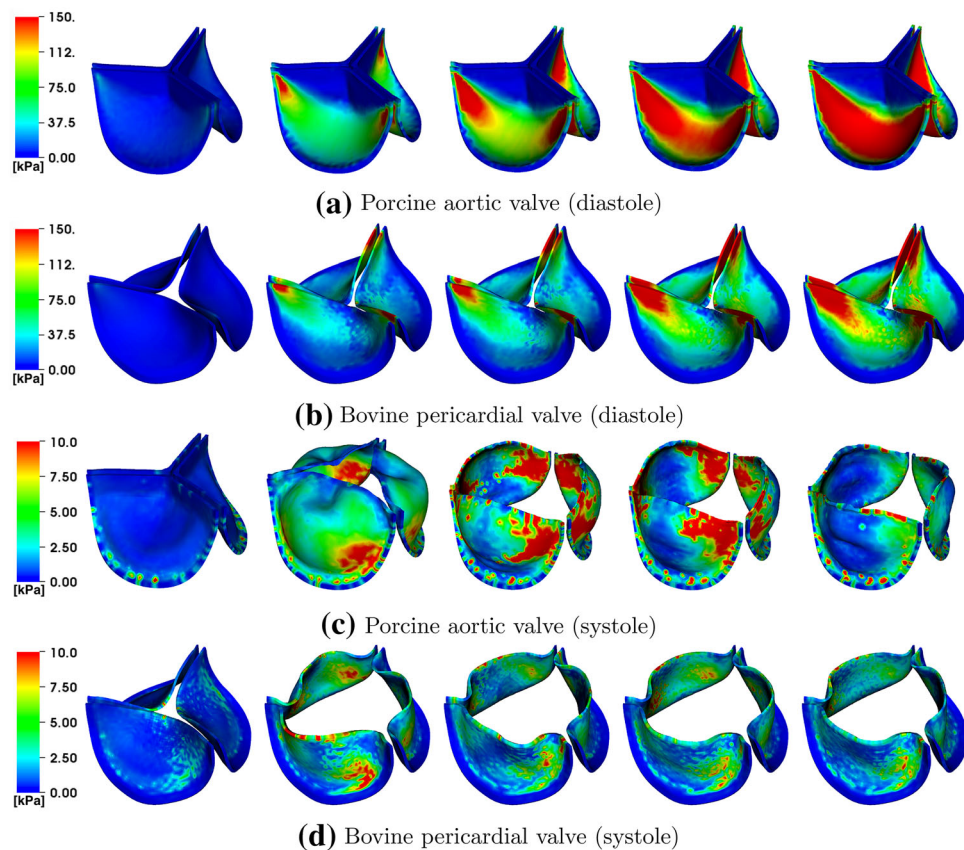 150.
112.
75.0
37.5
0.00
[kPa]
(a) Porcine aortic valve (diastole)
150.
112.
75.0
37.5
0.00
[kPa]
(b) Bovine pericardial valve (diastole)
10.0
7.50
5.00
2.50
0.00
[kPa]
(c) Porcine aortic valve (systole)
10.0
7.50
5.00
2.50
0.00
[kPa]
(d) Bovine pericardial valve (systole)